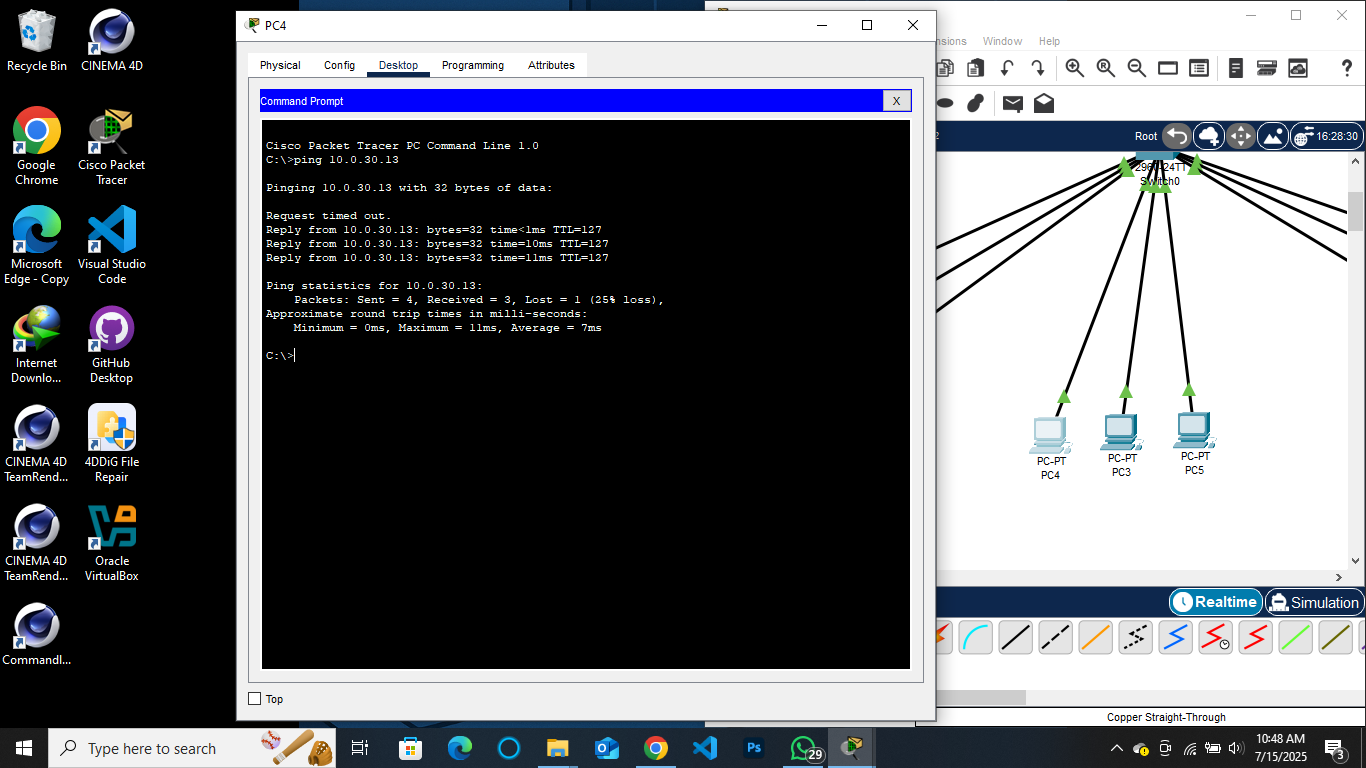 Recycle Bin
CINEMA 4D
Google
Chrome
Cisco Packet
Tracer
Microsoft
Edge - Copy
Visual Studio
Code
Internet
Downlo...
GitHub
Desktop
CINEMA 4D
TeamRend...
4DDiG File
Repair
CINEMA 4D
TeamRend...
Oracle
VirtualBox
CommandI...
PC4
Physical
Config
Desktop
Programming
Attributes
Command Prompt
X
Cisco Packet Tracer PC Command Line 1.0
C:\>ping 10.0.30.13
Pinging 10.0.30.13 with 32 bytes of data:
Request timed out.
Reply from 10.0.30.13: bytes=32 time<1ms TTL=127
Reply from 10.0.30.13: bytes=32 time=10ms TTL=127
Reply from 10.0.30.13: bytes=32 time=11ms TTL=127
Ping statistics for 10.0.30.13:
Packets: Sent = 4, Received = 3, Lost = 1 (25% loss),
Approximate round trip times in milli-seconds:
Minimum = 0ms, Maximum = 11ms, Average = 7ms
C:\>
Top
nsions
Window
Help
?
2
Root
16:28:30
Switch0
PC-PT
PC4
PC-PT
PC3
PC-PT
PC5
Realtime
Simulation
Copper Straight-Through
Type here to search
Ps
29
10:48 AM
7/15/2025
3